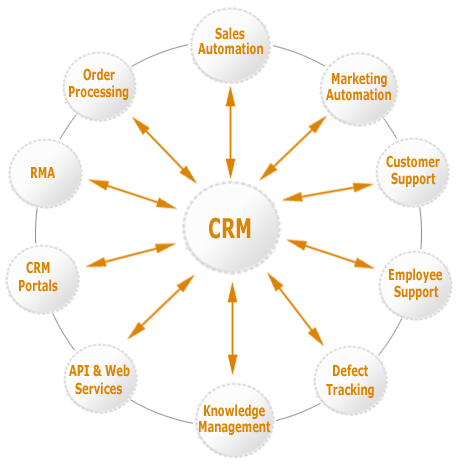 Sales
Automation
Order
Processing
Marketing
Automation
RMA
Customer
Support
CRM
CRM
Portals
Employee
Support
API & Web
Services
Defect
Tracking
Knowledge
Management